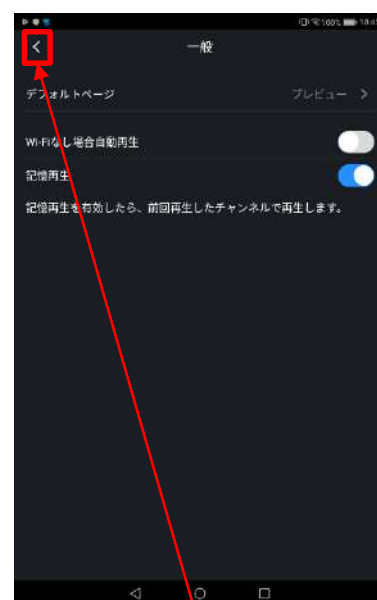 100% 18:45
一般
デフォルトページ プレビュー >
Wi-Fiなし場合自動再生
記憶再生
記憶再生を有効したら、前回再生したチャンネルで再生します。